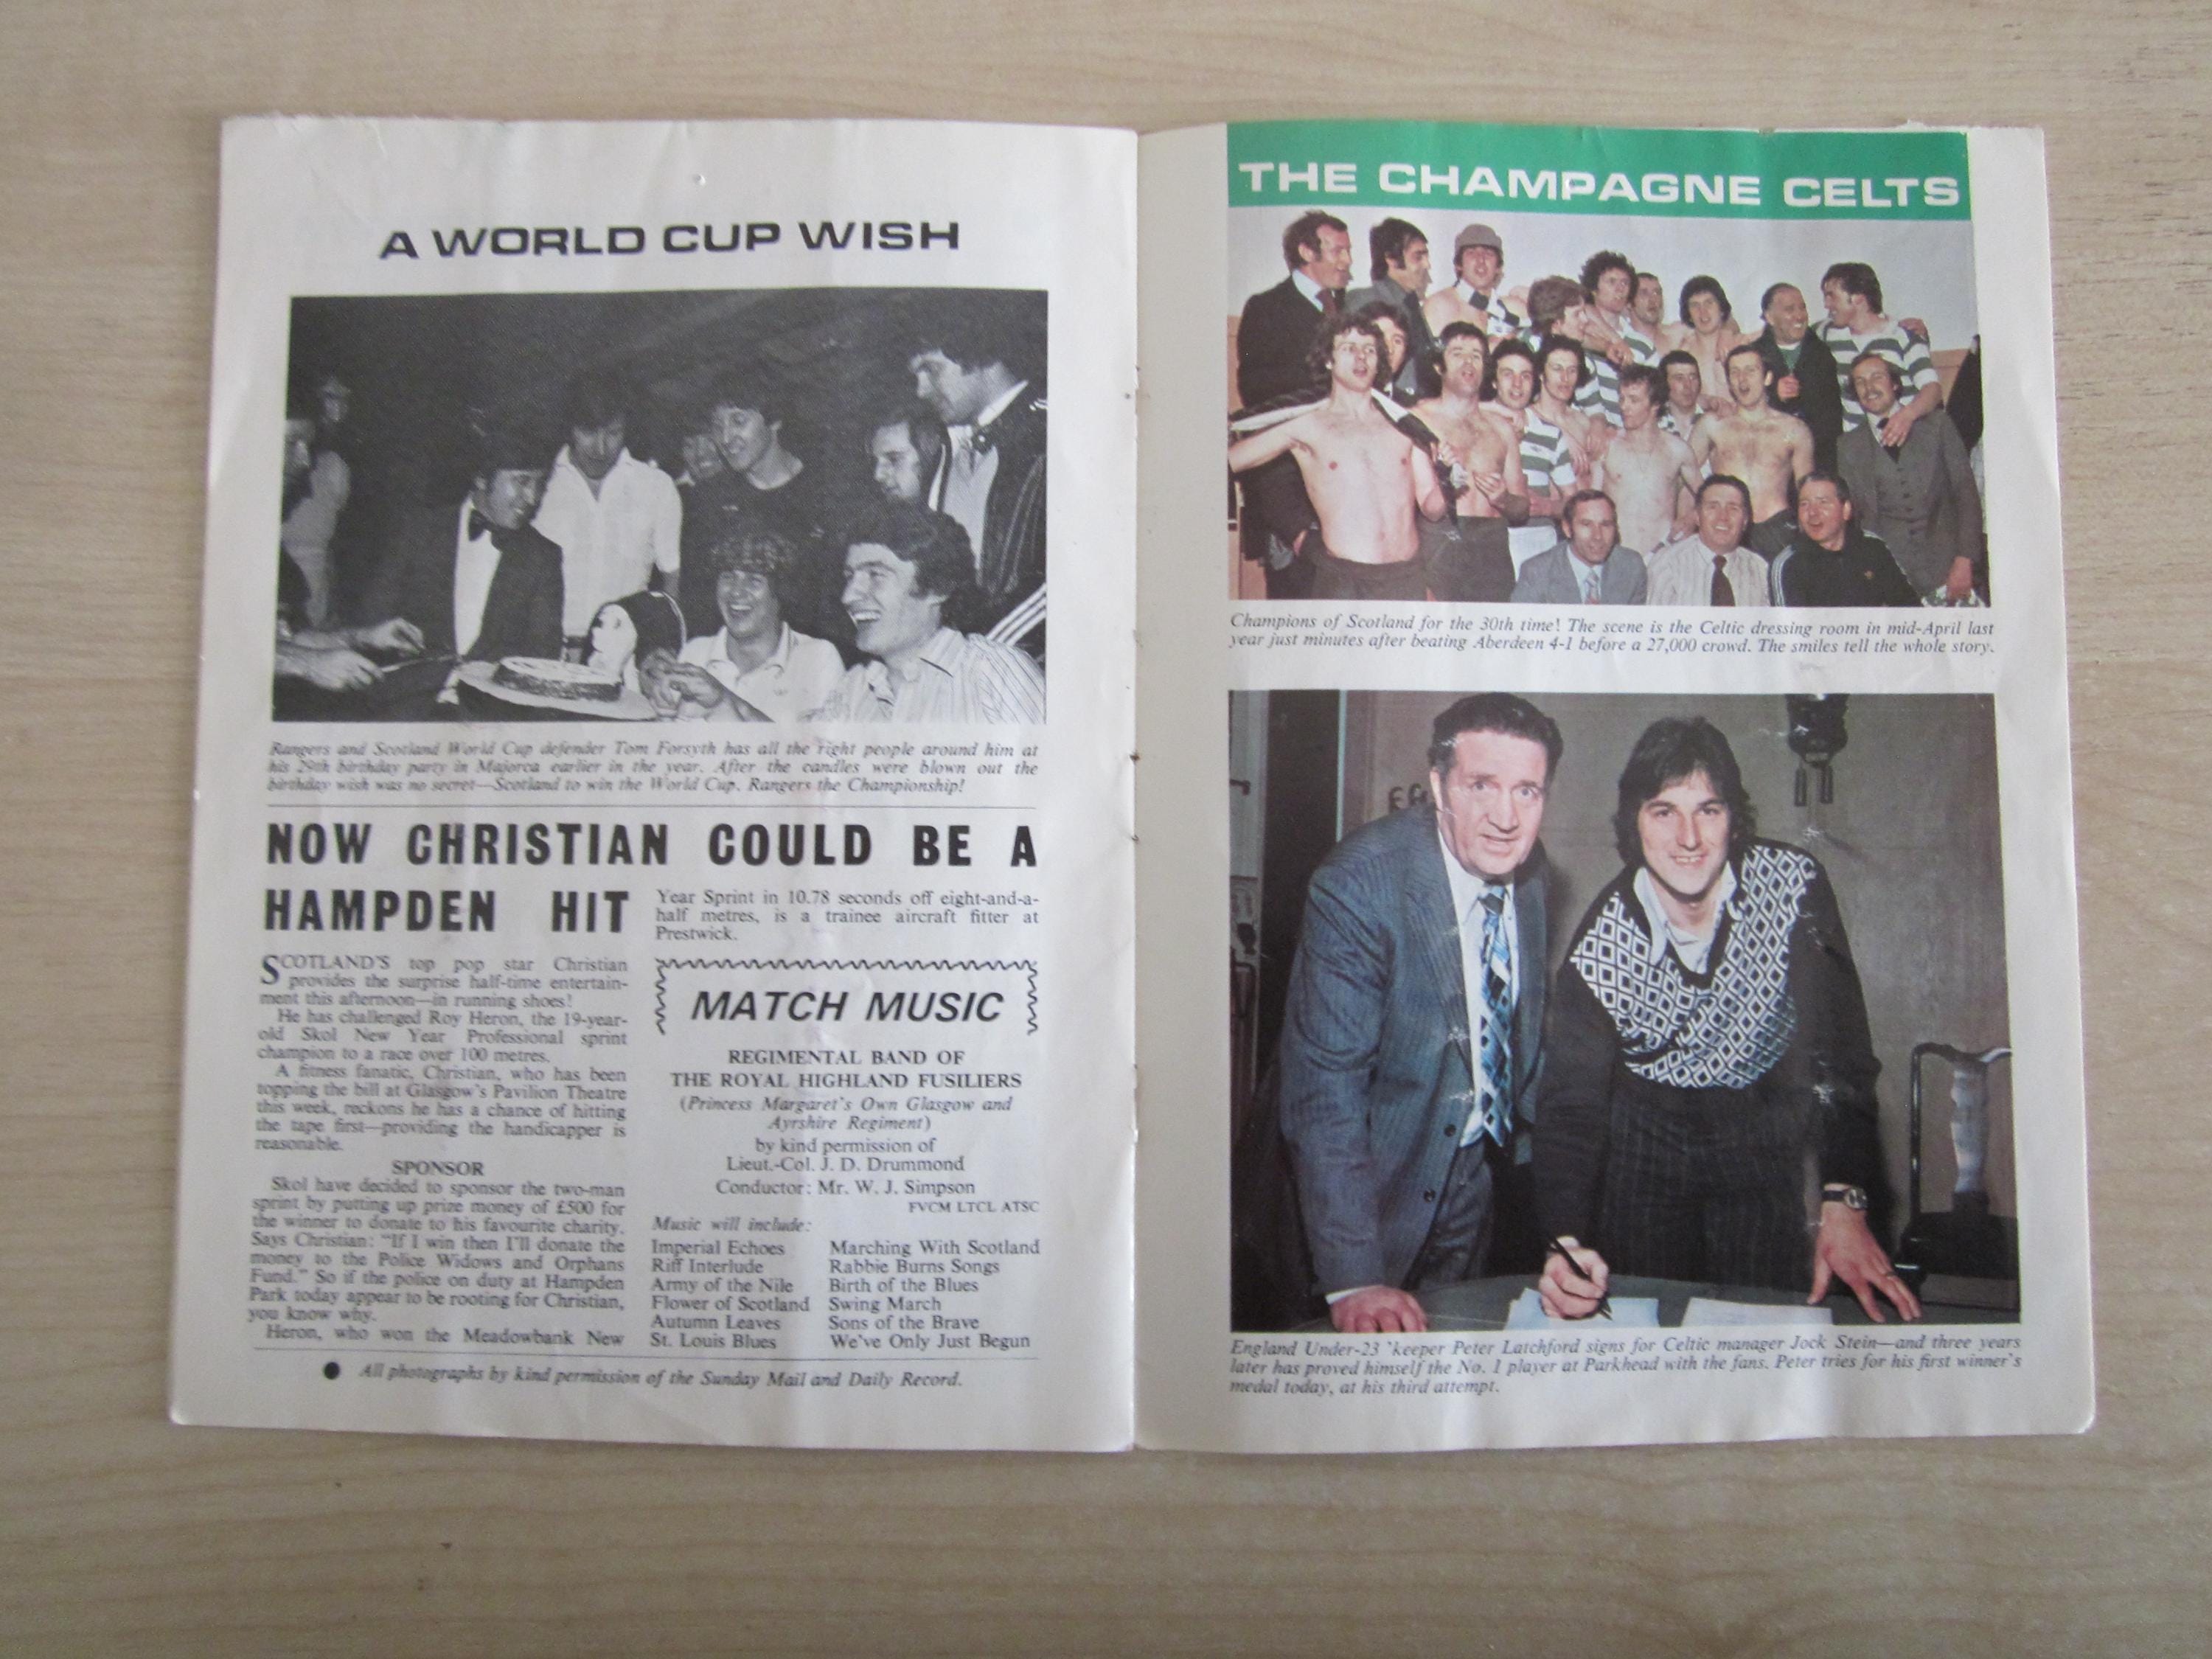 A WORLD CUP WISH
Rangers and Scotland World Cup defender Tom Forsyth has all the right people around him at
his 29th birthday party in Majorca earlier in the year. After the candles were blown out the
birthday wish was no secret—Scotland to win the World Cup. Rangers the Championship!
NOW CHRISTIAN COULD BE A
HAMPDEN HIT
SCOTLAND'S top pop star Christian
provides the surprise half-time entertain-
ment this afternoon—in running shoes!
He has challenged Roy Heron, the 19-year-
old Skol New Year Professional sprint
champion to a race over 100 metres.
A fitness fanatic, Christian, who has been
topping the bill at Glasgow's Pavilion Theatre
this week, reckons he has a chance of hitting
the tape first—providing the handicapper is
reasonable.
SPONSOR
Skol have decided to sponsor the two-man
sprint by putting up prize money of £500 for
the winner to donate to his favourite charity.
Says Christian: "If I win then I'll donate the
money to the Police Widows and Orphans
Fund." So if the police on duty at Hampden
Park today appear to be rooting for Christian,
you know why.
Heron, who won the Meadowbank New
Year Sprint in 10.78 seconds off eight-and-a-
half metres, is a trainee aircraft fitter at
Prestwick.
MATCH MUSIC
REGIMENTAL BAND OF
THE ROYAL HIGHLAND FUSILIERS
(Princess Margaret's Own Glasgow and
Ayrshire Regiment)
by kind permission of
Lieut.-Col. J. D. Drummond
Conductor: Mr. W. J. Simpson
FVCM LTCL ATSC
Music will include:
Imperial Echoes
Riff Interlude
Army of the Nile
Flower of Scotland
Autumn Leaves
St. Louis Blues
Marching With Scotland
Rabbie Burns Songs
Birth of the Blues
Swing March
Sons of the Brave
We've Only Just Begun
● All photographs by kind permission of the Sunday Mail and Daily Record.
THE CHAMPAGNE CELTS
Champions of Scotland for the 30th time! The scene is the Celtic dressing room in mid-April last
year just minutes after beating Aberdeen 4-1 before a 27,000 crowd. The smiles tell the whole story.
England Under-23 'keeper Peter Latchford signs for Celtic manager Jock Stein—and three years
later has proved himself the No. 1 player at Parkhead with the fans. Peter tries for his first winner's
medal today, at his third attempt.